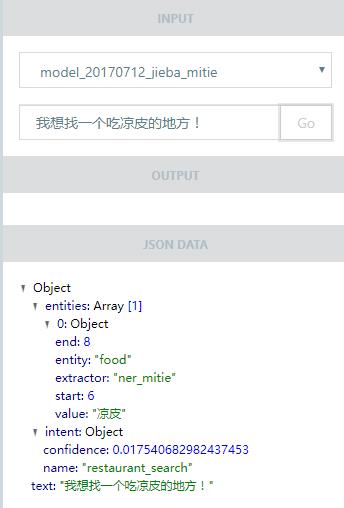 INPUT
model_20170712_jieba_mitie
我想找一个吃凉皮的地方！
Go
OUTPUT
JSON DATA
Object
entities: Array [1]
0: Object
end: 8
entity: "food"
extractor: "ner_mitie"
start: 6
value: "凉皮"
intent: Object
confidence: 0.017540682982437453
name: "restaurant_search"
text: "我想找一个吃凉皮的地方！"